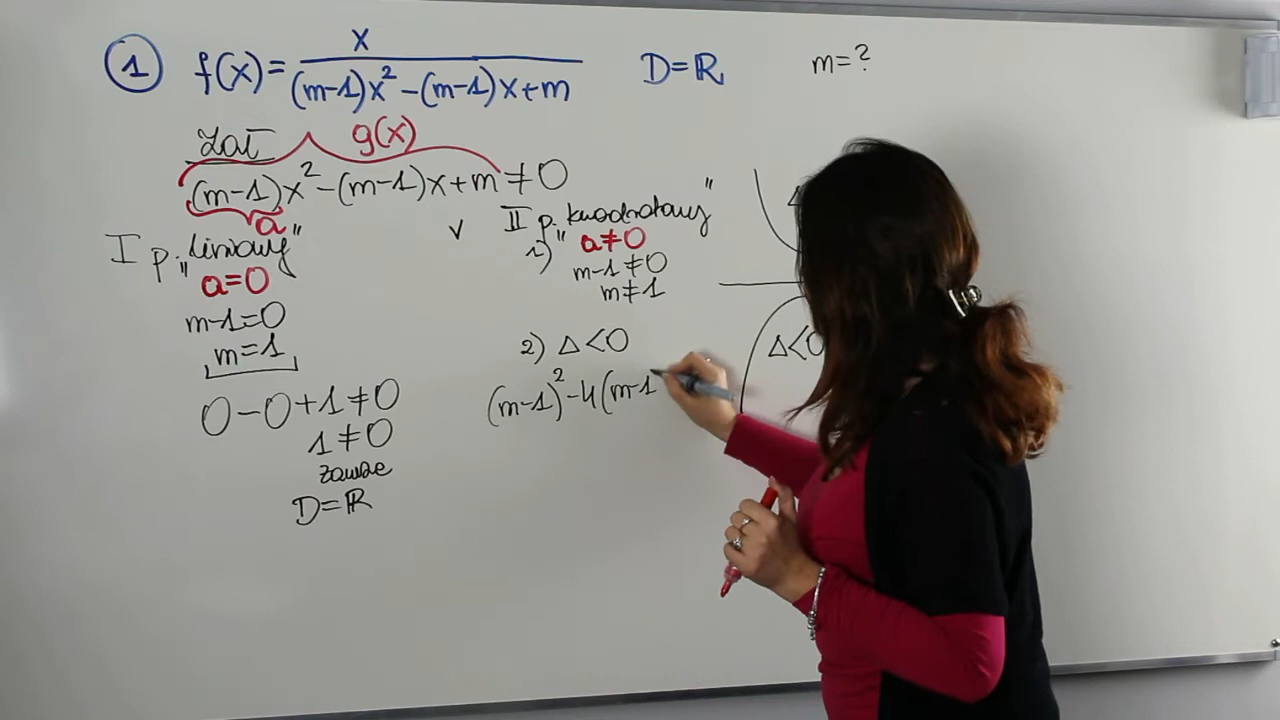 ① f(x)= x / (m-1)x²-(m-1)x+m D=ℝ m=?
Zał g(x)
(m-1)x²-(m-1)x+m≠0
a
I p. „liniowy"
a=0
m-1=0
m=1
0-0+1≠0
1≠0
zawsze
D=ℝ
v
II p. „kwadratowy"
1) a≠0
m-1≠0
m≠1
2) Δ<0
(m-1)²-4(m-1
Δ<0